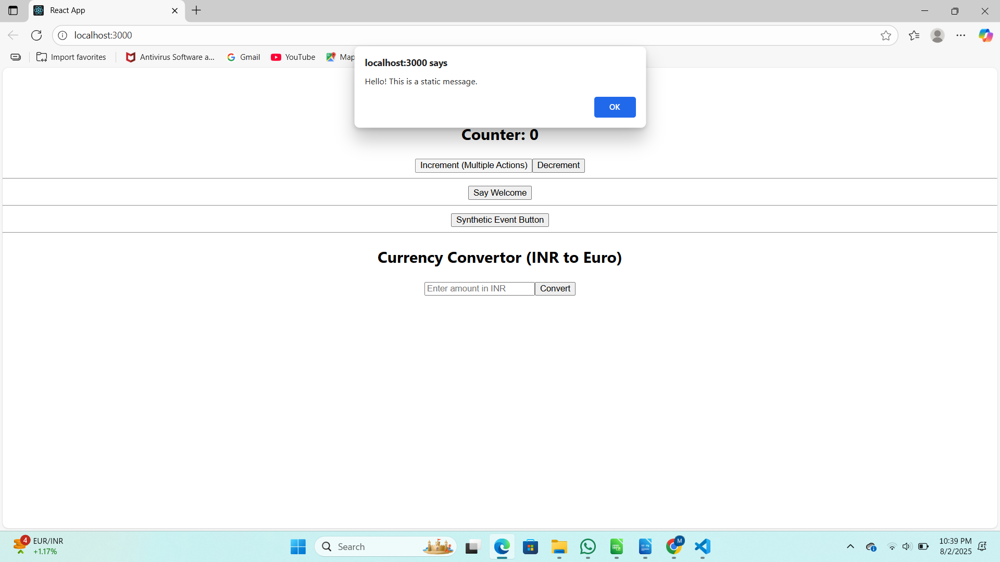 React App
localhost:3000
Import favorites
Antivirus Software a...
Gmail
YouTube
localhost:3000 says
Hello! This is a static message.
OK
Counter: 0
Increment (Multiple Actions)
Decrement
Say Welcome
Synthetic Event Button
Currency Convertor (INR to Euro)
Enter amount in INR
Convert
4
EUR/INR
+1.17%
Search
M
10:39 PM
8/2/2025